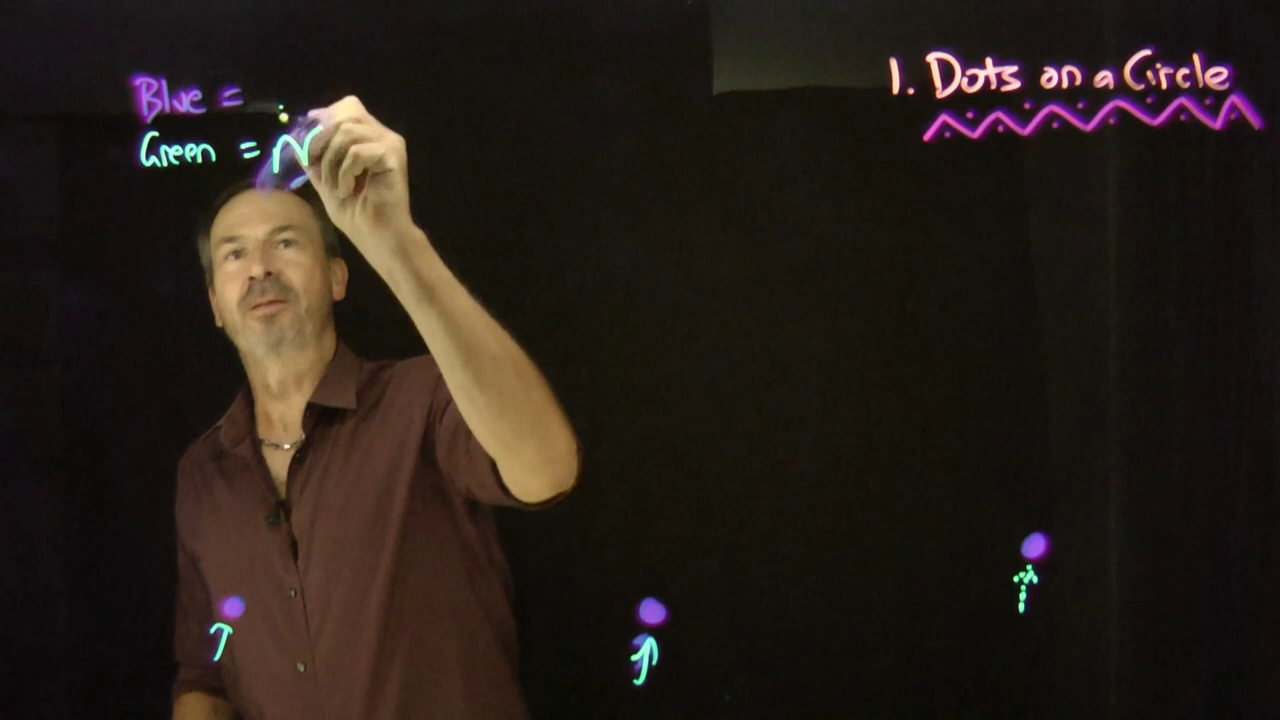 Blue =
Green =
1. Dots on a Circle